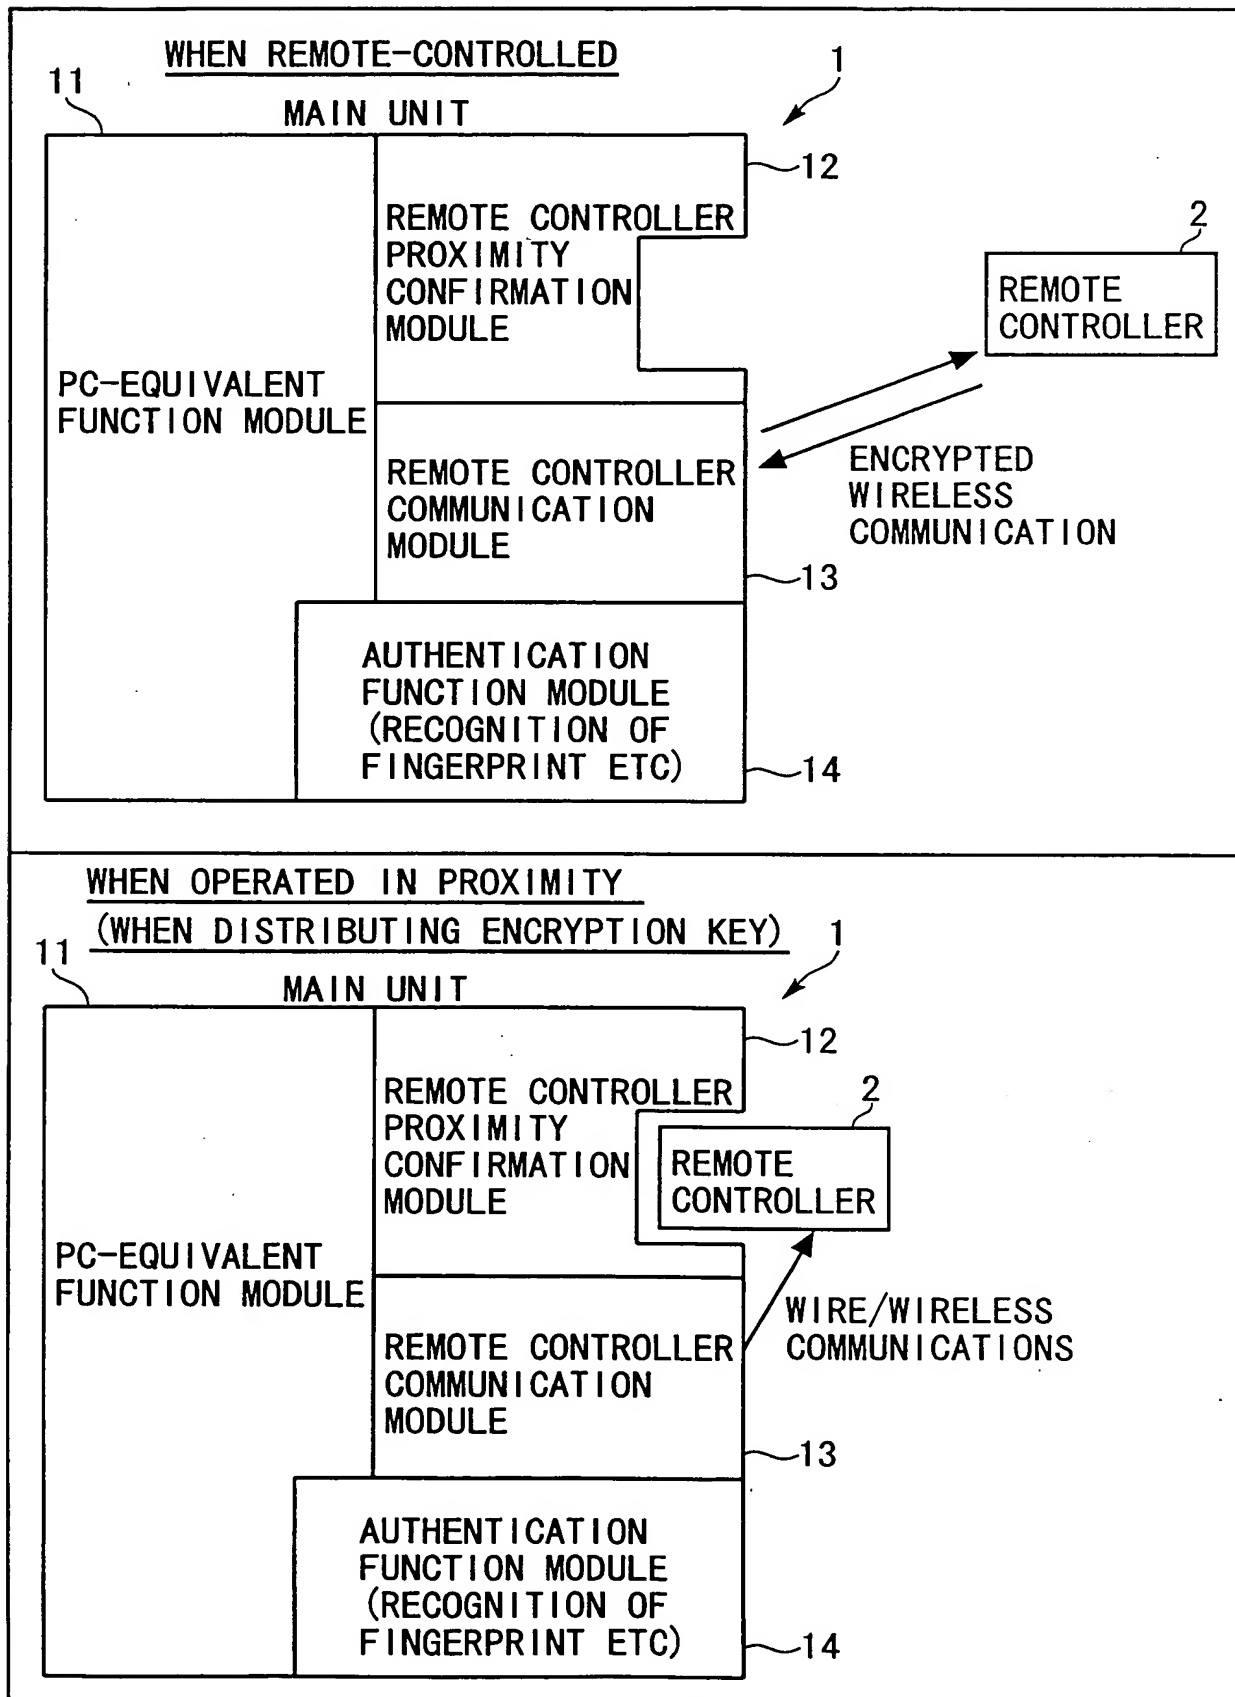 WHEN REMOTE-CONTROLLED
11
MAIN UNIT
1
12
REMOTE CONTROLLER
PROXIMITY
CONFIRMATION
MODULE
2
REMOTE
CONTROLLER
PC-EQUIVALENT
FUNCTION MODULE
REMOTE CONTROLLER
COMMUNICATION
MODULE
ENCRYPTED
WIRELESS
COMMUNICATION
13
AUTHENTICATION
FUNCTION MODULE
(RECOGNITION OF
FINGERPRINT ETC)
14
WHEN OPERATED IN PROXIMITY
(WHEN DISTRIBUTING ENCRYPTION KEY)
11
MAIN UNIT
1
12
REMOTE CONTROLLER
PROXIMITY
CONFIRMATION
MODULE
2
REMOTE
CONTROLLER
PC-EQUIVALENT
FUNCTION MODULE
WIRE/WIRELESS
COMMUNICATIONS
REMOTE CONTROLLER
COMMUNICATION
MODULE
13
AUTHENTICATION
FUNCTION MODULE
(RECOGNITION OF
FINGERPRINT ETC)
14